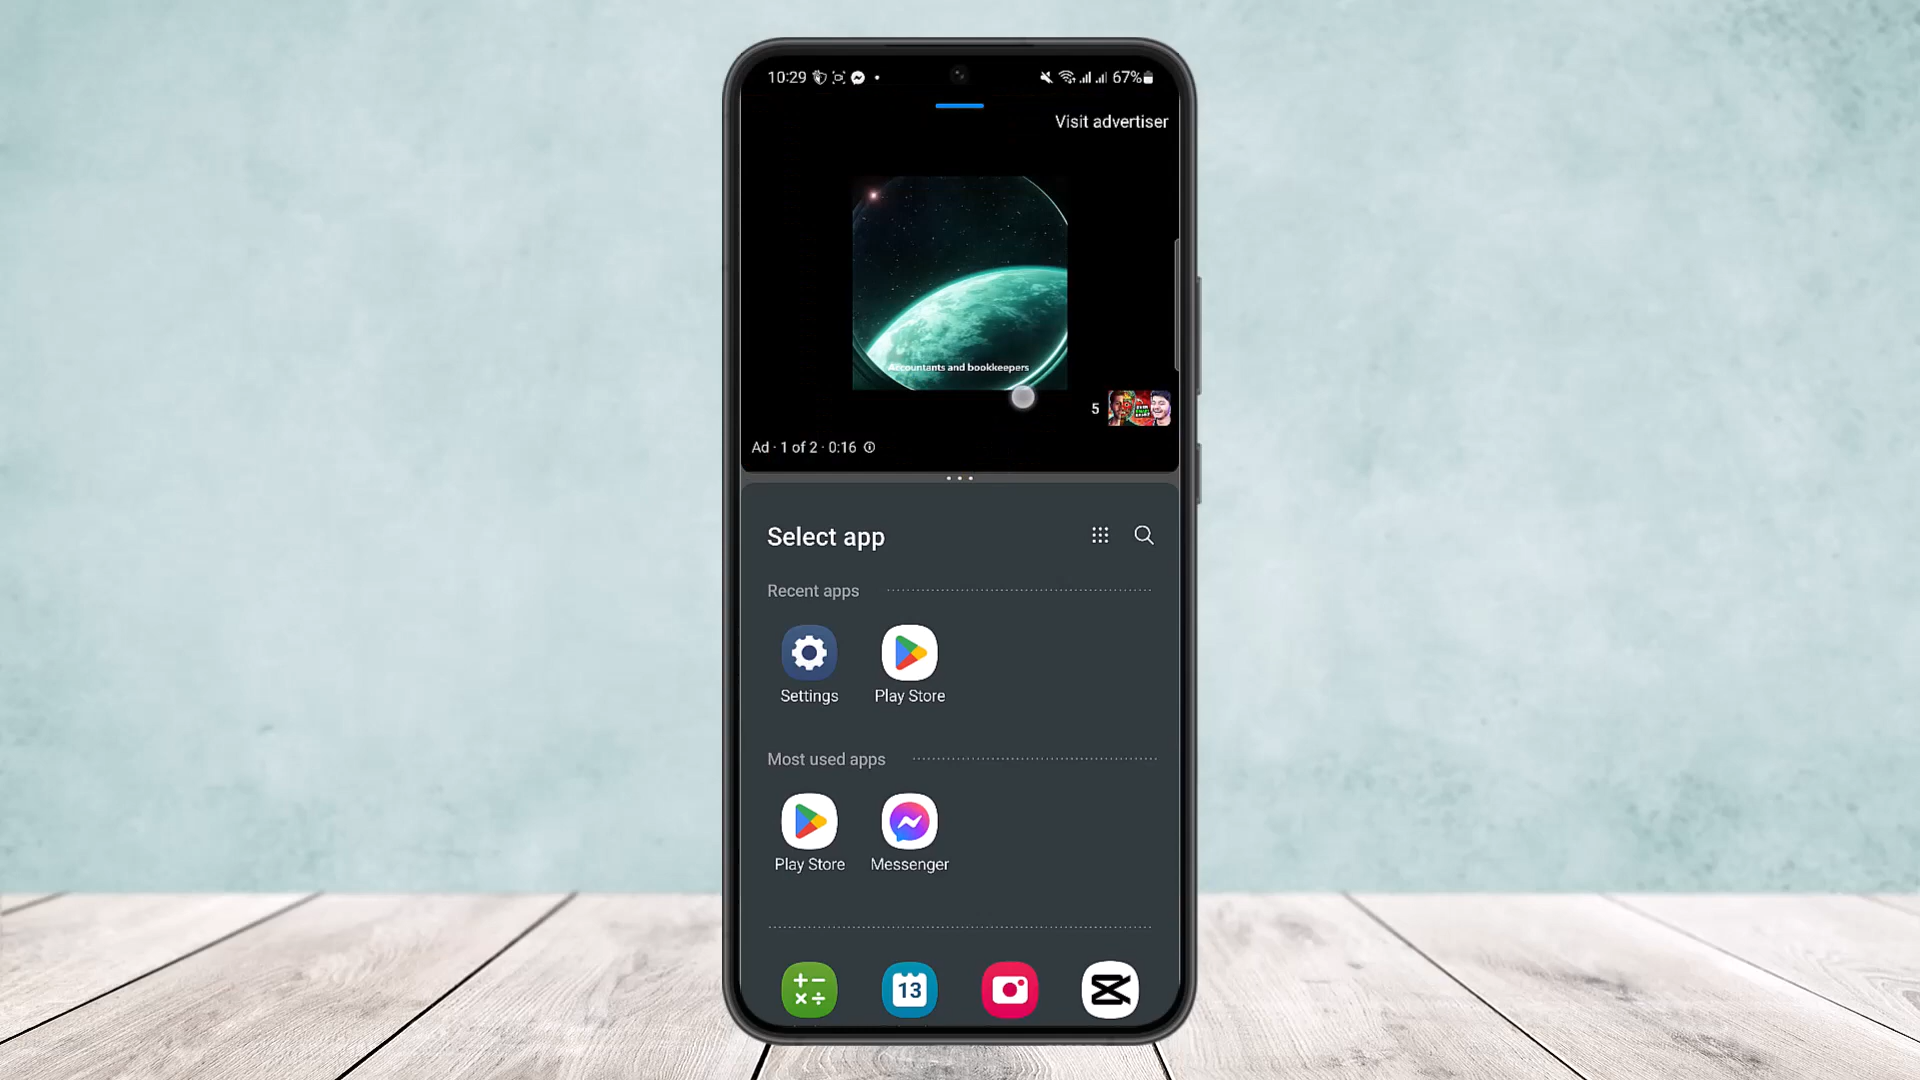 10:29
67%
Visit advertiser
Accountants and bookkeepers
5
Ad · 1 of 2 · 0:16
Select app
Recent apps
Settings
Play Store
Most used apps
Play Store
Messenger
13